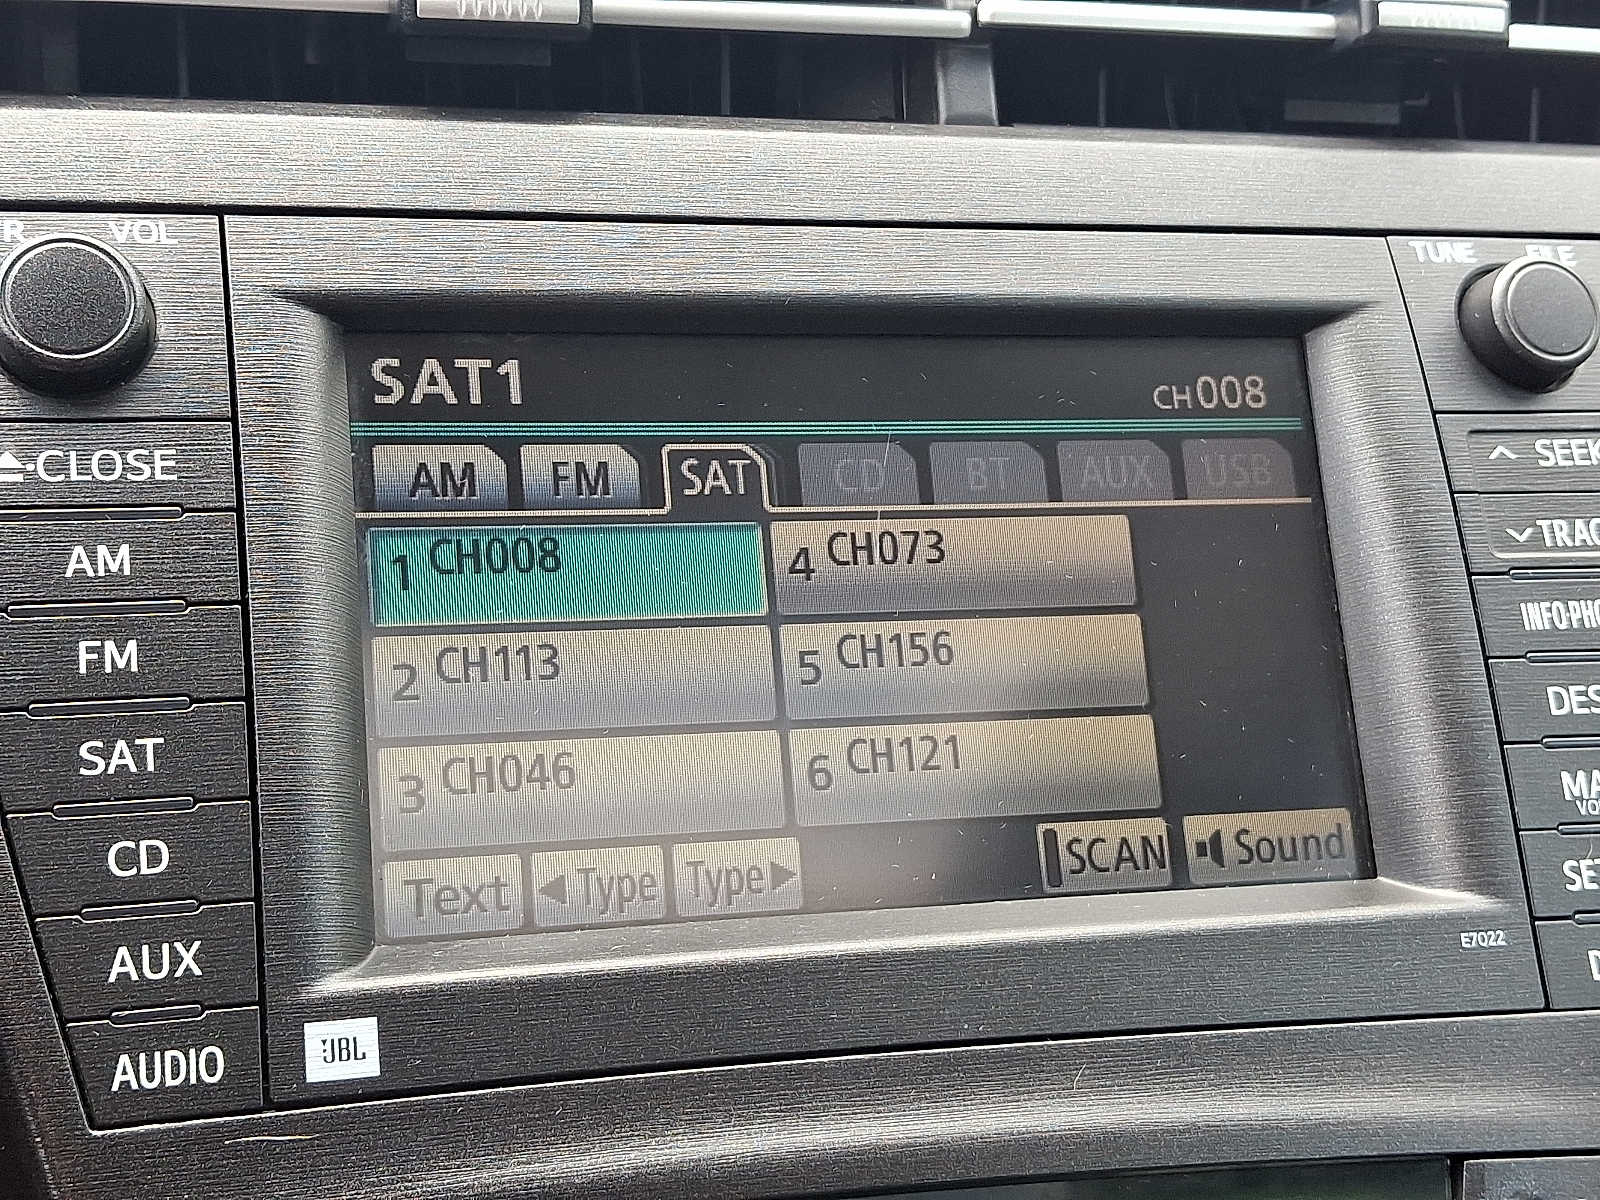 VOL
TUNE
FILE
SAT1
CH008
CLOSE
AM
FM
SAT
CD
AUX
AUDIO
AM FM SAT CD BT AUX USB
1 CH008
2 CH113
3 CH046
4 CH073
5 CH156
6 CH121
Text
Type
Type
SCAN
Sound
SEEK
E7022
JBL